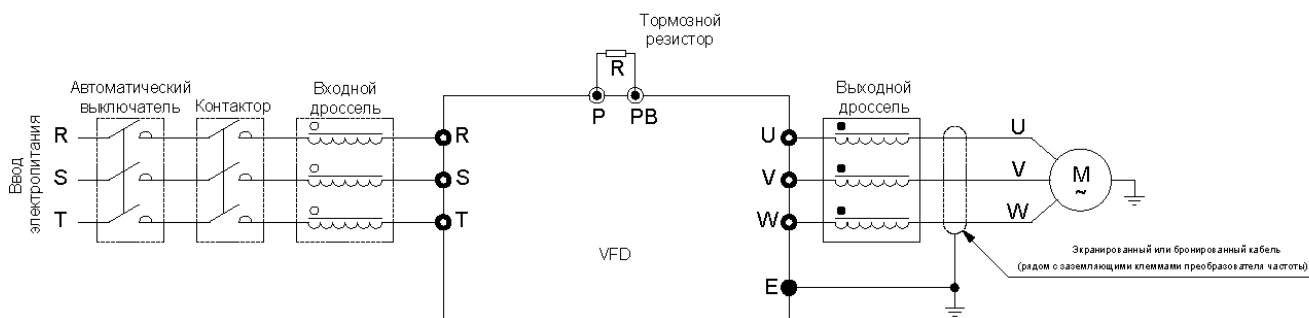 Тормозной
резистор
R
P
PB
Автоматический
выключатель
Контактор
Входной
дроссель
Выходной
дроссель
Ввод
электропитания
R
S
T
R
S
T
U
V
W
U
V
W
M
~
VFD
E
Экранированный или бронированный кабель
(рядом с заземляющими клеммами преобразователя частоты)